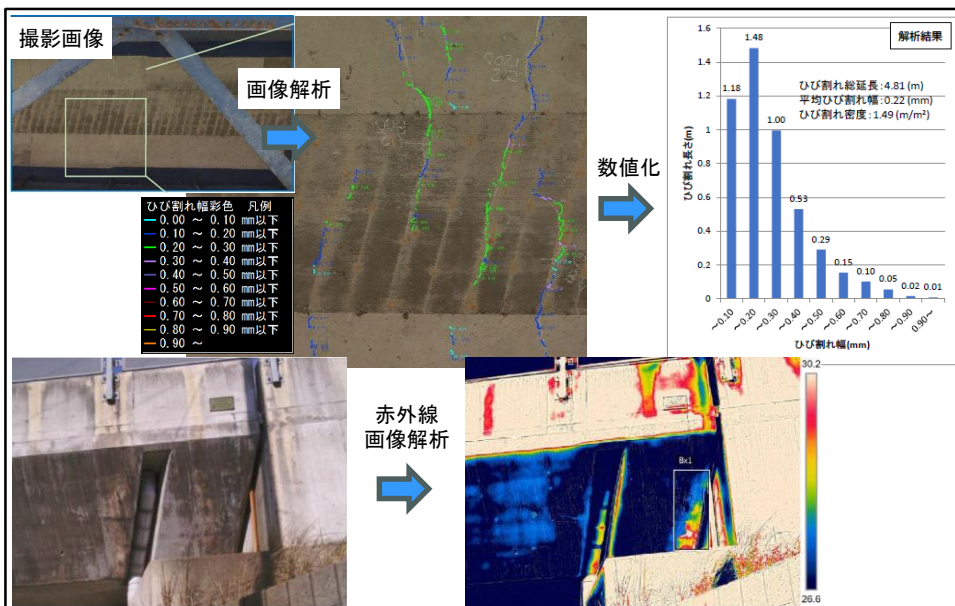 撮影画像
画像解析
数値化
解析結果
ひび割れ総延長:4.81 (m)
平均ひび割れ幅:0.22 (mm)
ひび割れ密度:1.49 (m/m²)
ひび割れ長さ(m)
1.6
1.4
1.2
1
0.8
0.6
0.4
0.2
0
1.18
1.48
1.00
0.53
0.29
0.15
0.10
0.05
0.02
0.01
~0.10
~0.20
~0.30
~0.40
~0.50
~0.60
~0.70
~0.80
~0.90
0.90~
ひび割れ幅(mm)
ひび割れ幅彩色 凡例
0.00 ~ 0.10 mm以下
0.10 ~ 0.20 mm以下
0.20 ~ 0.30 mm以下
0.30 ~ 0.40 mm以下
0.40 ~ 0.50 mm以下
0.50 ~ 0.60 mm以下
0.60 ~ 0.70 mm以下
0.70 ~ 0.80 mm以下
0.80 ~ 0.90 mm以下
0.90 ~
赤外線
画像解析
Bx1
30.2
26.6